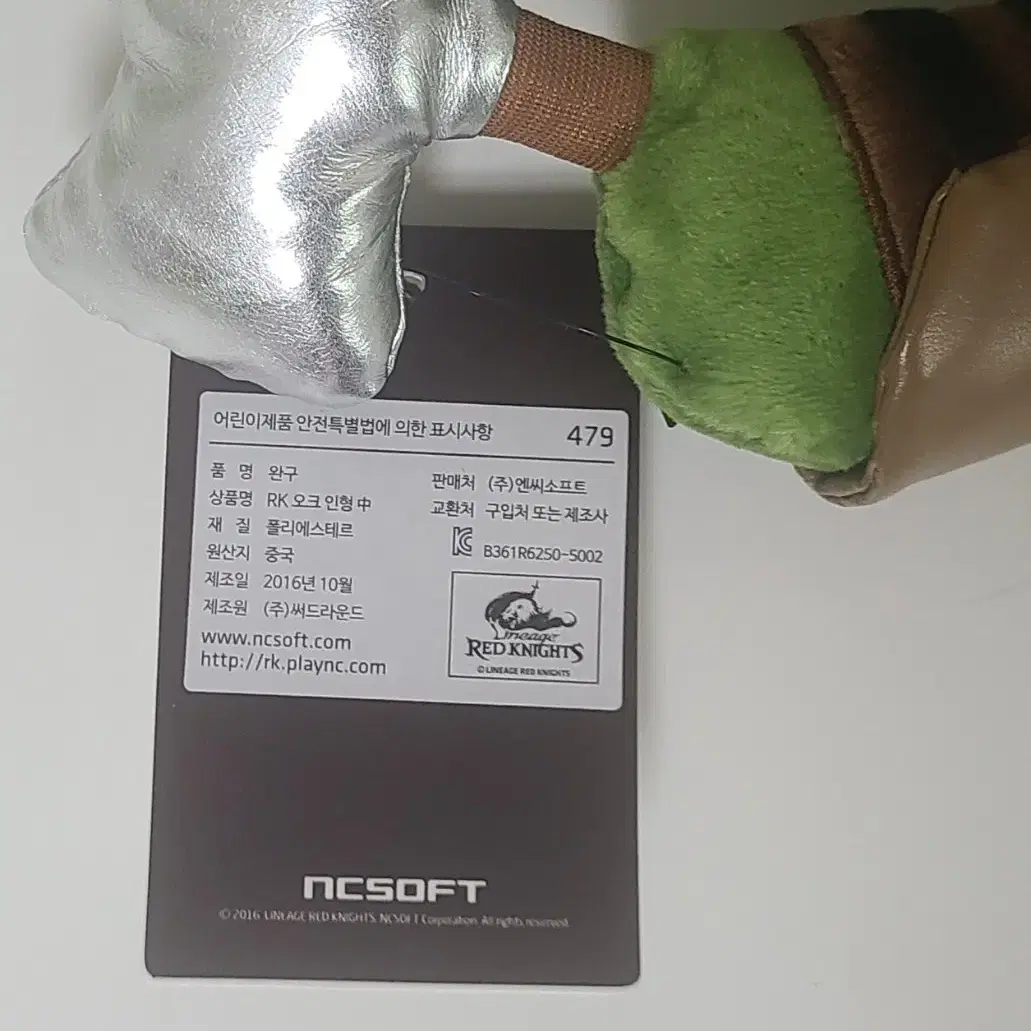 어린이제품 안전특별법에 의한 표시사항
479
품 명 완구
상품명 RK 오크 인형 中
재 질 폴리에스테르
원산지 중국
제조일 2016년 10월
제조원 (주)써드라운드
www.ncsoft.com
http://rk.plaync.com
판매처 (주)엔씨소프트
교환처 구입처 또는 제조사
KC B361R6250-5002
Lineage
RED KNIGHTS
© LINEAGE RED KNIGHTS
NCSOFT
© 2016 LINEAGE RED KNIGHTS. NCSOFT Corporation. All rights reserved.